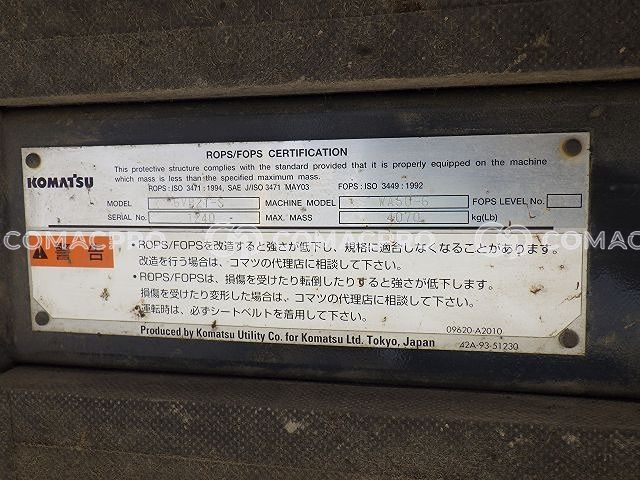 ROPS/FOPS CERTIFICATION
This protective structure complies with the standard provided that it is properly equipped on the machine
which mass is less than the specified maximum mass.
KOMATSU
ROPS : ISO 3471 : 1994, SAE J/ISO 3471 MAY03 FOPS : ISO 3449 : 1992
MODEL MACHINE MODEL WA50-6 FOPS LEVEL No.
SERIAL No. 1240 MAX. MASS 4070 kg(Lb)
COMACPRO COMACPRO COMACPRO
警告
・ROPS/FOPSを改造すると強さが低下し、規格に適合しなくなることがあります。
改造を行う場合は、コマツの代理店に相談して下さい。
・ROPS/FOPSは、損傷を受けたり転倒したりすると強さが低下します。
損傷を受けたり変形した場合は、コマツの代理店に相談して下さい。
・運転時は、必ずシートベルトを着用して下さい。
09620-A2010
Produced by Komatsu Utility Co. for Komatsu Ltd. Tokyo, Japan 42A-93-51230